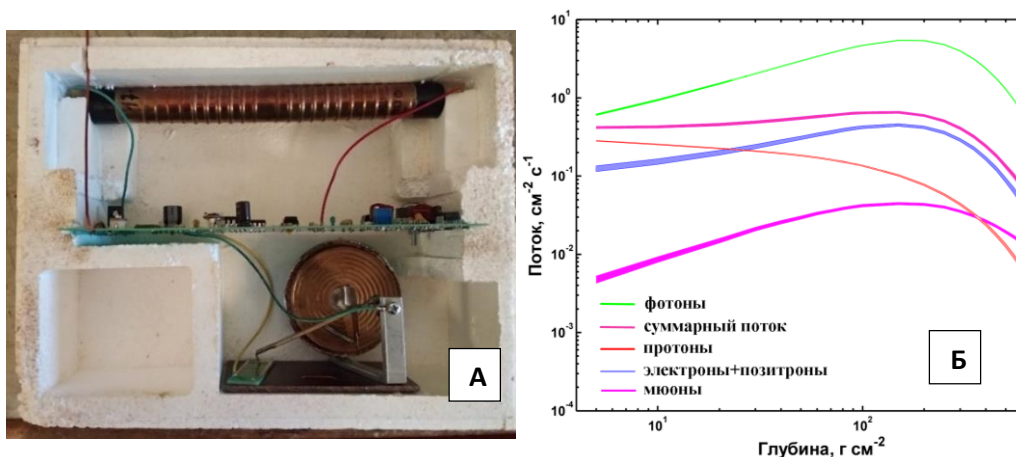 А
10¹
10⁰
10⁻¹
10⁻²
10⁻³
10⁻⁴
Поток, см⁻² с⁻¹
фотоны
суммарный поток
протоны
электроны+позитроны
мюоны
Б
10¹
10²
Глубина, г см⁻²